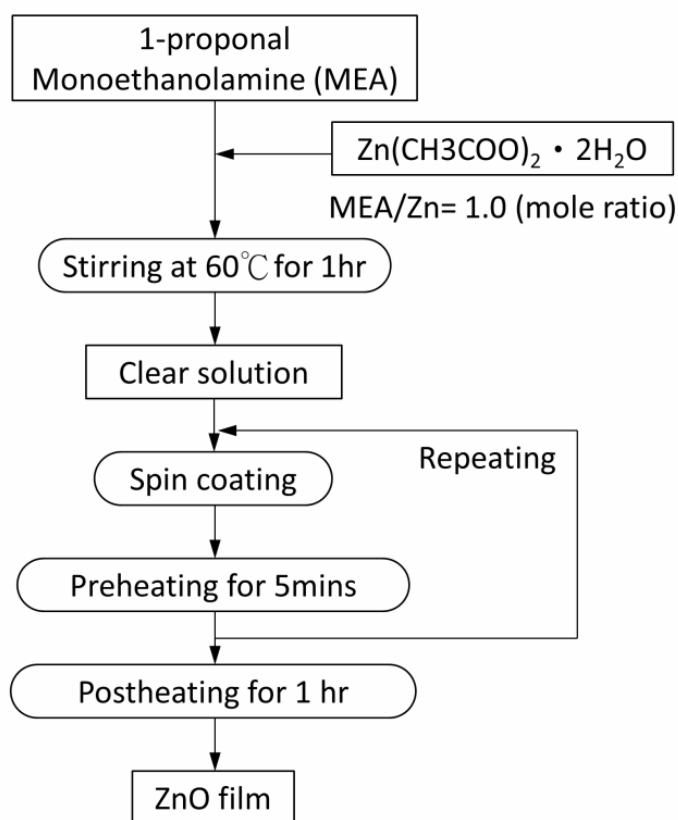 1-proponal
Monoethanolamine (MEA)
Zn(CH3COO)₂・2H₂O
MEA/Zn= 1.0 (mole ratio)
Stirring at 60℃ for 1hr
Clear solution
Repeating
Spin coating
Preheating for 5mins
Postheating for 1 hr
ZnO film